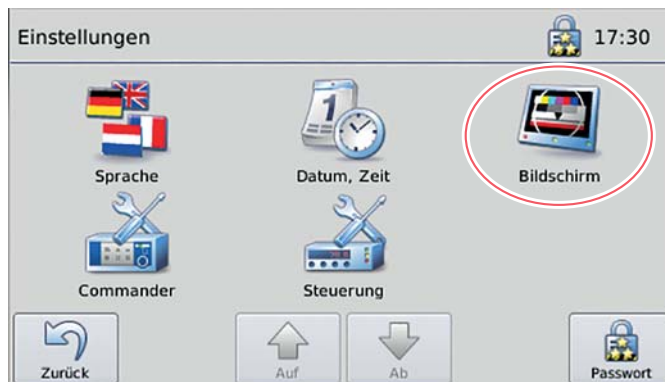 Einstellungen
17:30
Sprache
Datum, Zeit
Bildschirm
Commander
Steuerung
Zurück
Auf
Ab
Passwort